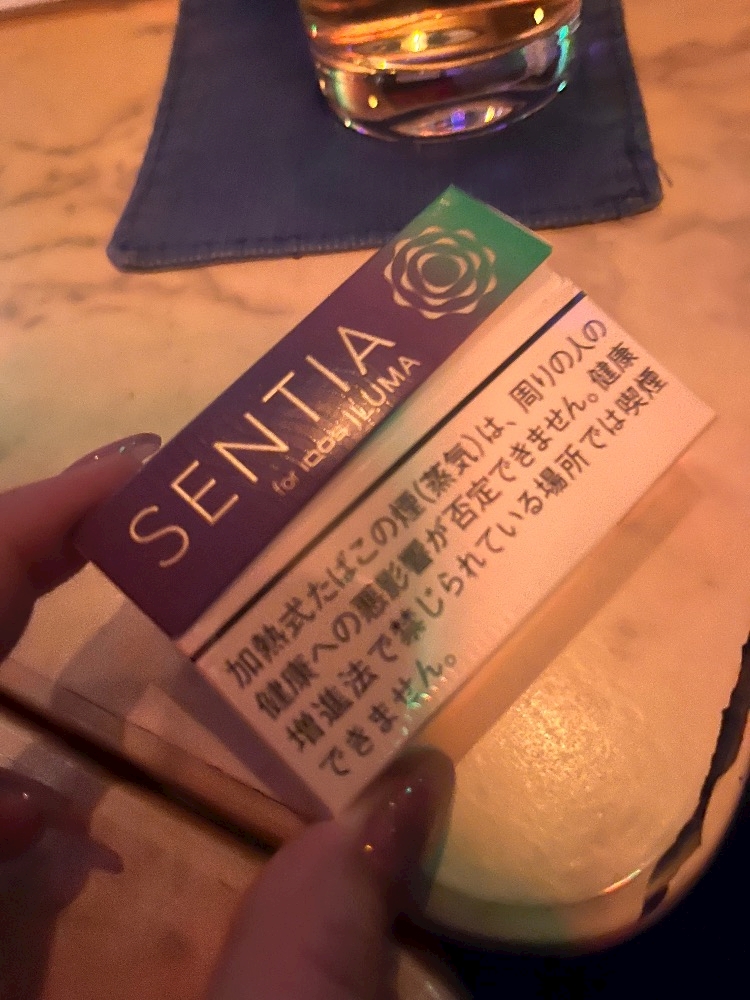 SENTIA
for IQOS ILUMA
加熱式たばこの煙(蒸気)は、周りの人の
健康への悪影響が否定できません。健康
増進法で禁じられている場所では喫煙
できません。